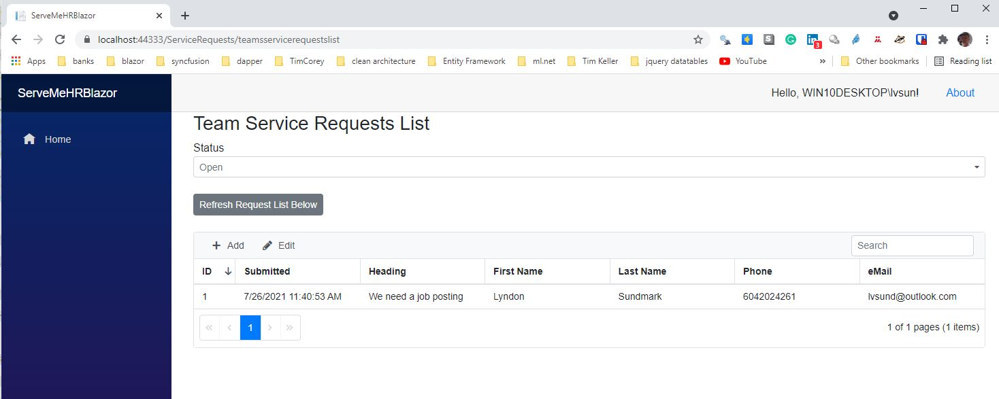 ServeMeHRBlazor
localhost:44333/ServiceRequests/teamsservicerequestslist
3
Apps banks blazor syncfusion dapper TimCorey clean architecture Entity Framework ml.net Tim Keller jquery datatables YouTube » Other bookmarks Reading list
ServeMeHRBlazor Hello, WIN10DESKTOP\lvsun! About
Home
Team Service Requests List
Status
Open
Refresh Request List Below
Add Edit Search
ID Submitted Heading First Name Last Name Phone eMail
1 7/26/2021 11:40:53 AM We need a job posting Lyndon Sundmark 6042024261 lvsund@outlook.com
1 1 of 1 pages (1 items)